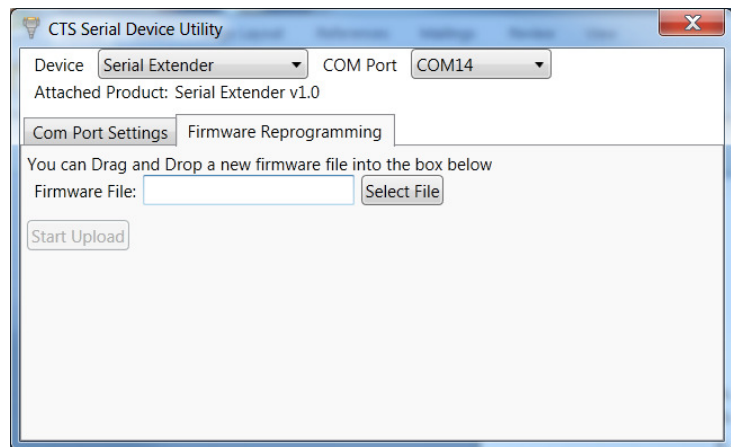 CTS Serial Device Utility
Device Serial Extender COM Port COM14
Attached Product: Serial Extender v1.0
Com Port Settings Firmware Reprogramming
You can Drag and Drop a new firmware file into the box below
Firmware File: Select File
Start Upload